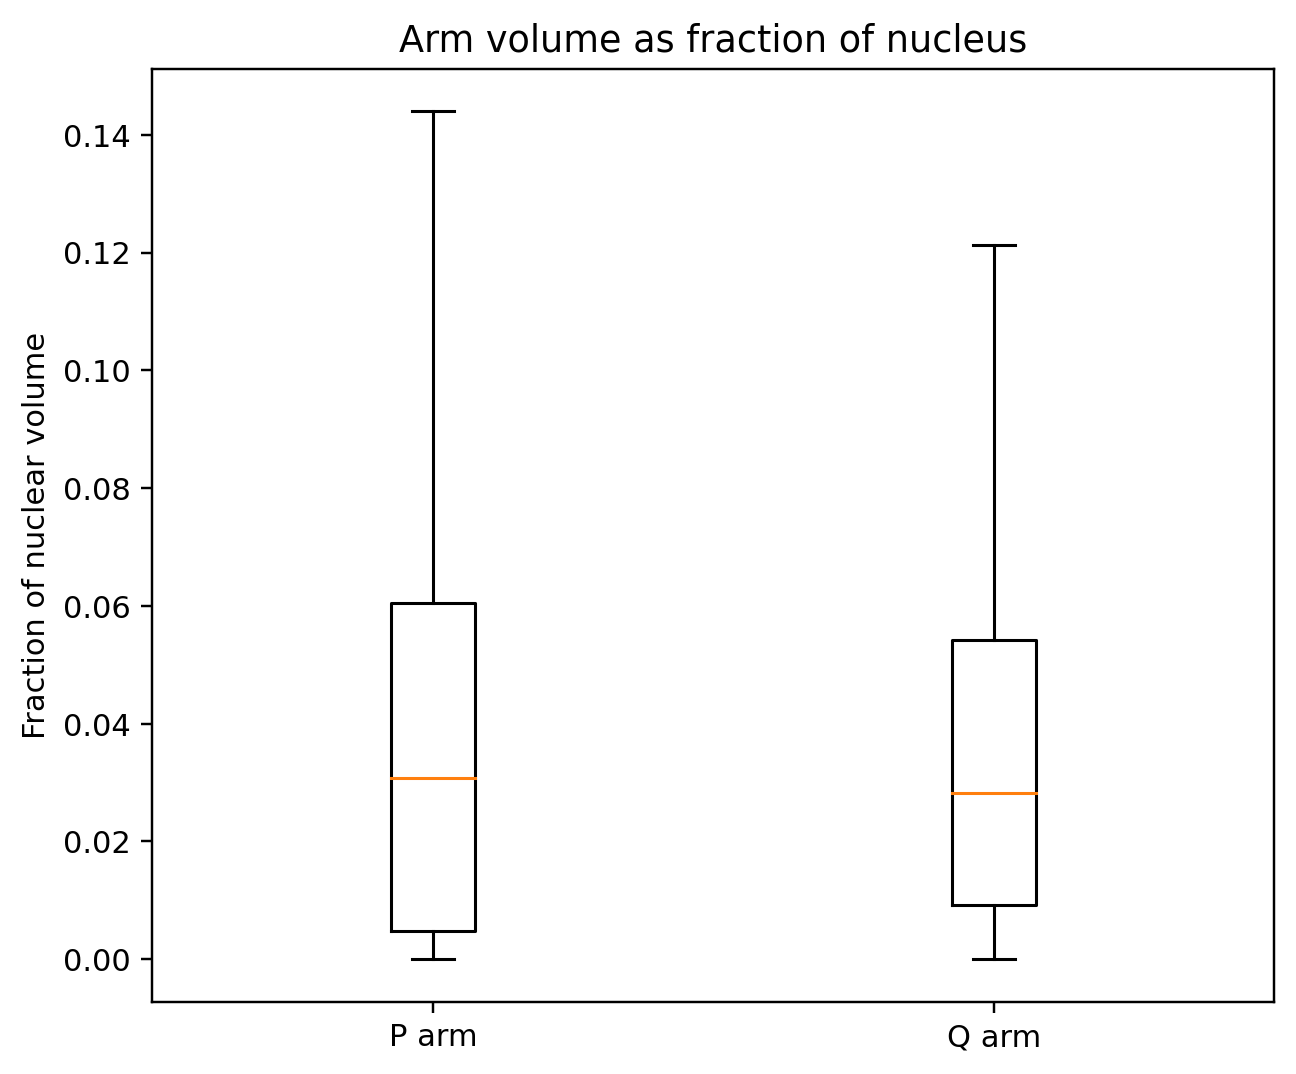 Arm volume as fraction of nucleus
Fraction of nuclear volume
0.14
0.12
0.10
0.08
0.06
0.04
0.02
0.00
P arm
Q arm